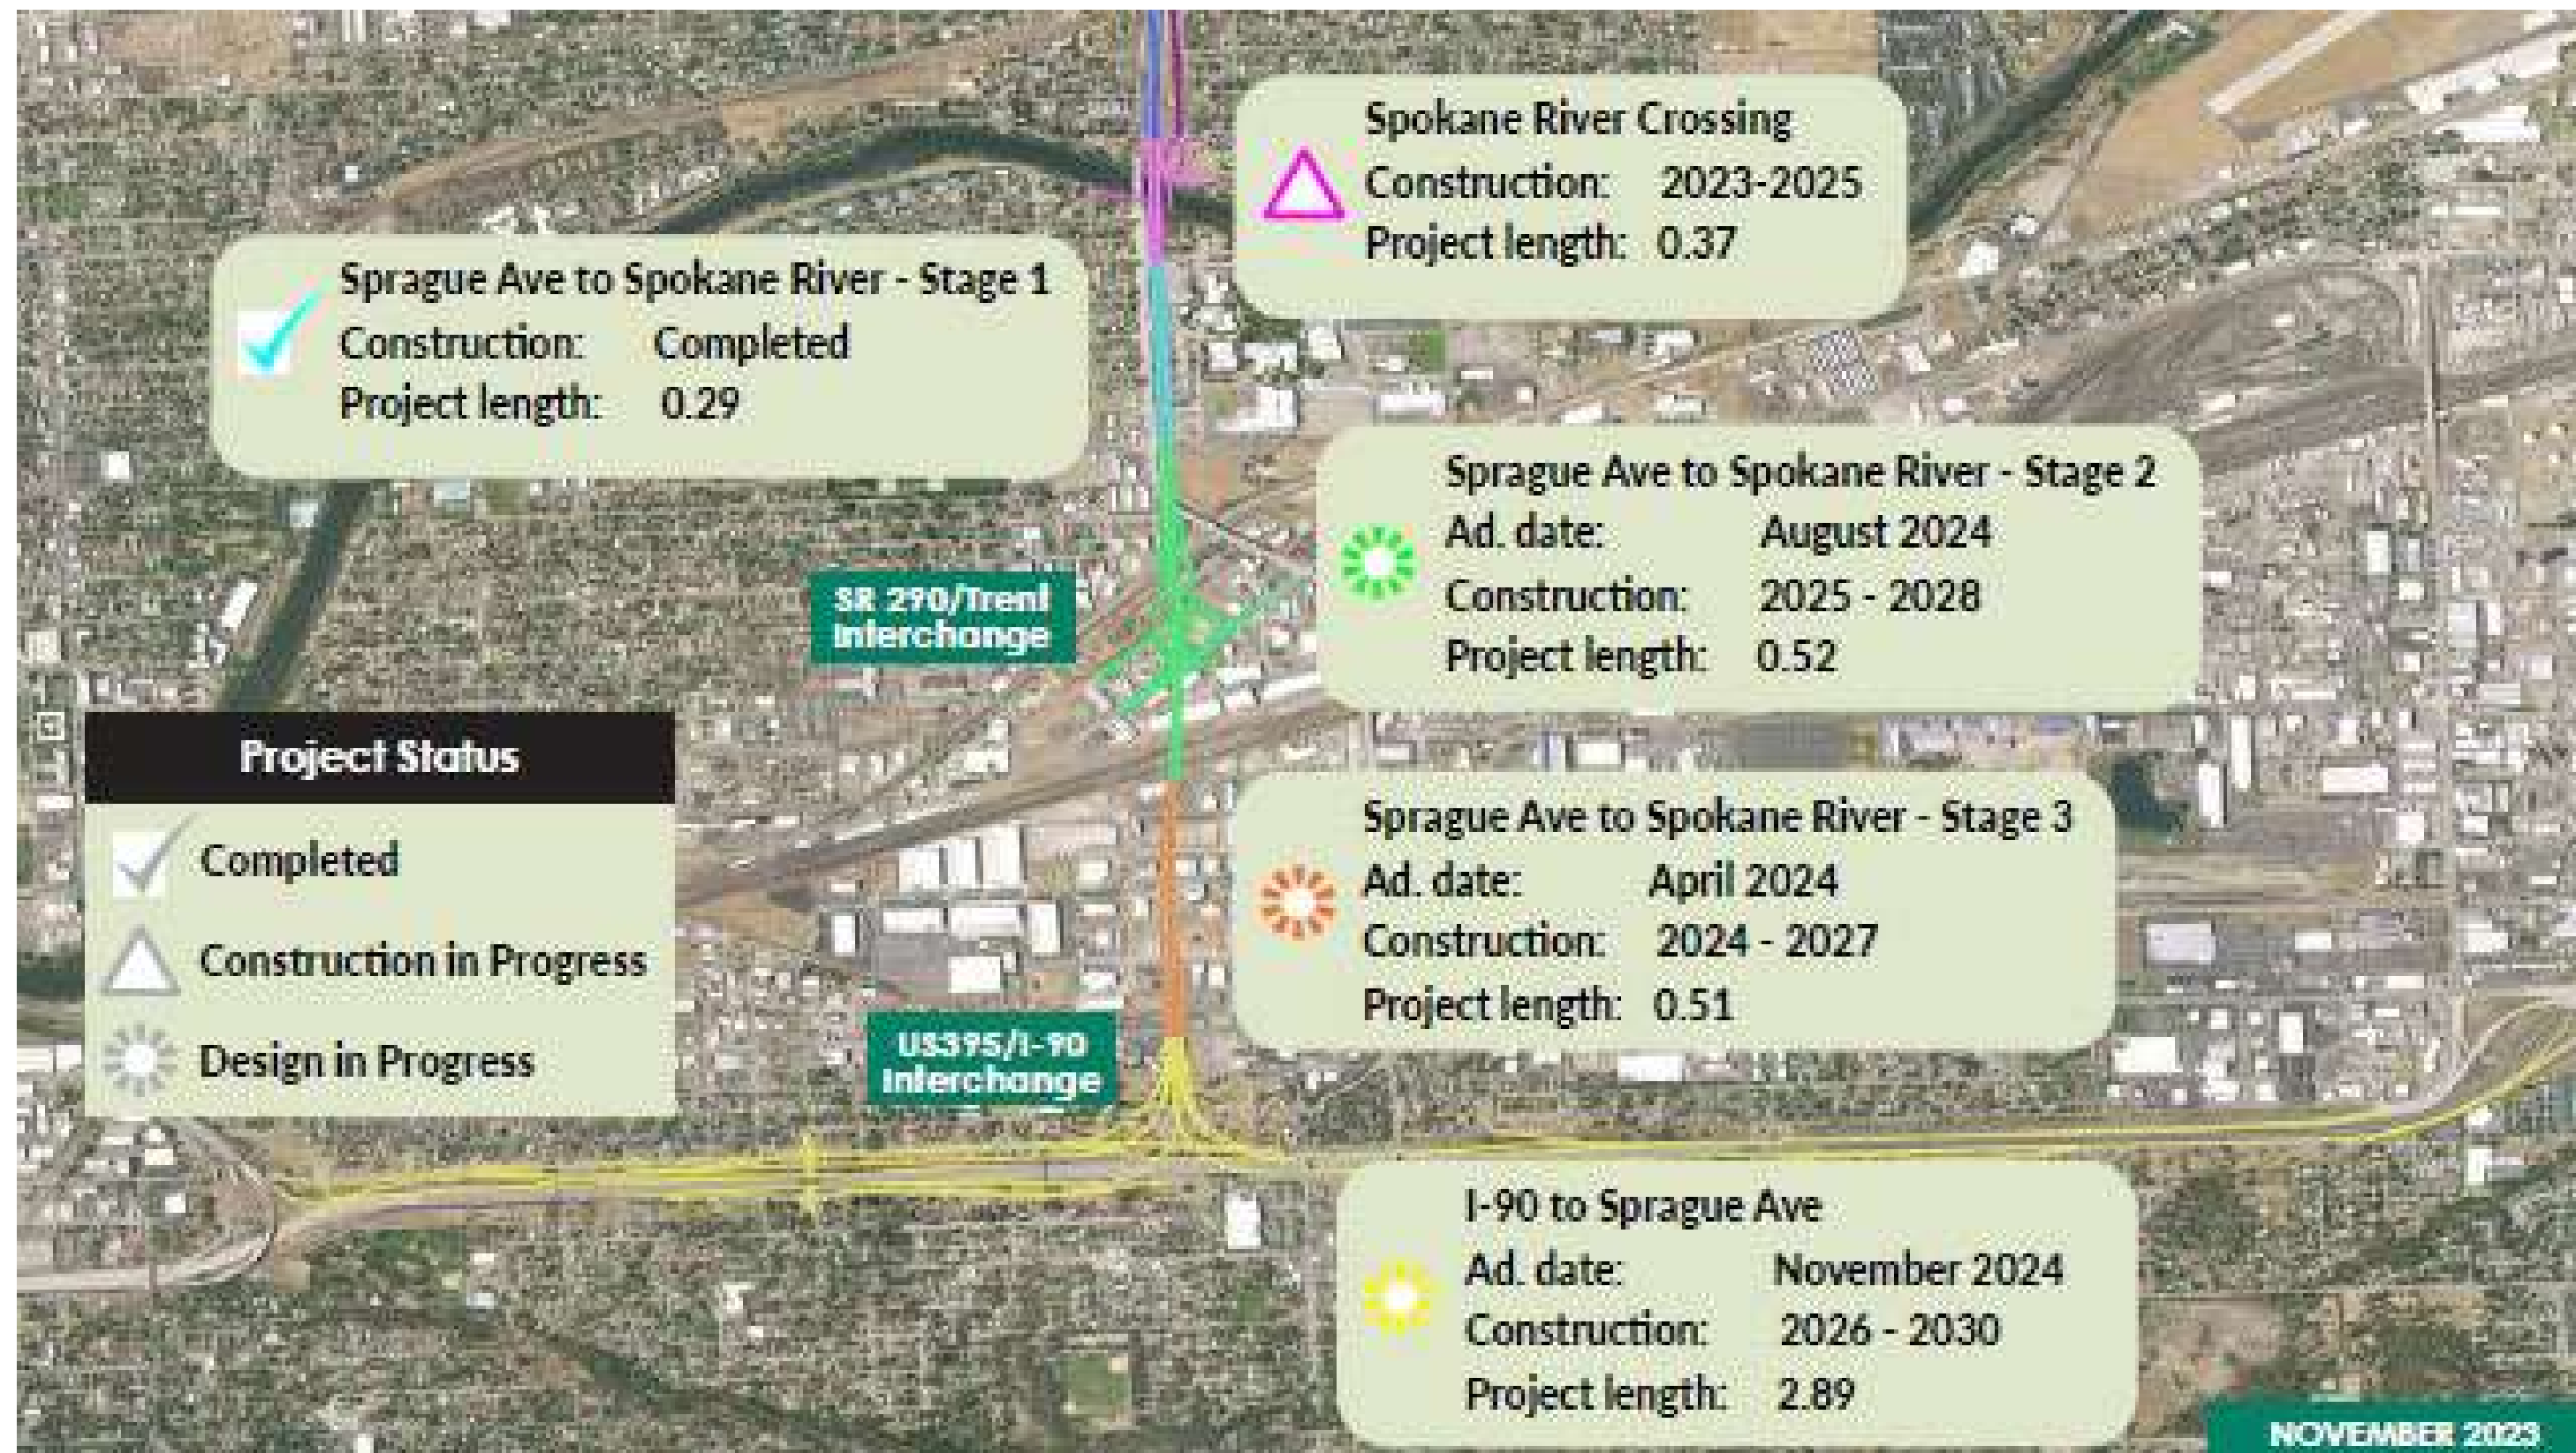 Spokane River Crossing
Construction: 2023-2025
Project length: 0.37
Sprague Ave to Spokane River - Stage 1
Construction: Completed
Project length: 0.29
Sprague Ave to Spokane River - Stage 2
Ad. date: August 2024
Construction: 2025 - 2028
Project length: 0.52
SR 290/Trent
Interchange
Project Status
Completed
Construction in Progress
Design in Progress
Sprague Ave to Spokane River - Stage 3
Ad. date: April 2024
Construction: 2024 - 2027
Project length: 0.51
US395/I-90
Interchange
I-90 to Sprague Ave
Ad. date: November 2024
Construction: 2026 - 2030
Project length: 2.89
NOVEMBER 2023